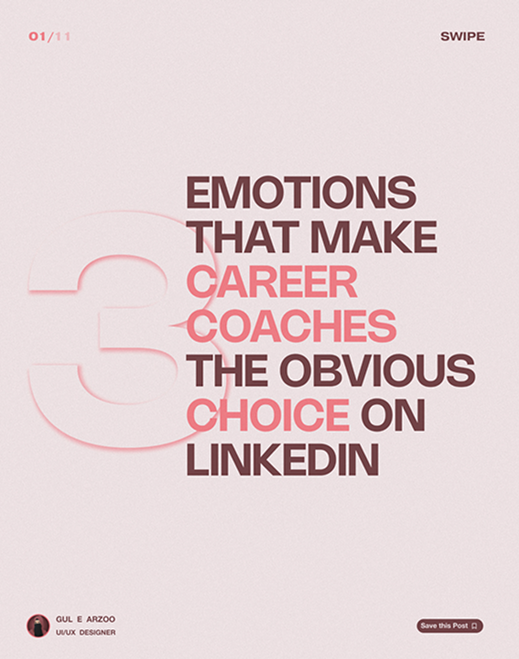 01/11
SWIPE
3
EMOTIONS
THAT MAKE
CAREER
COACHES
THE OBVIOUS
CHOICE ON
LINKEDIN
GUL E ARZOO
UI/UX DESIGNER
Save this Post